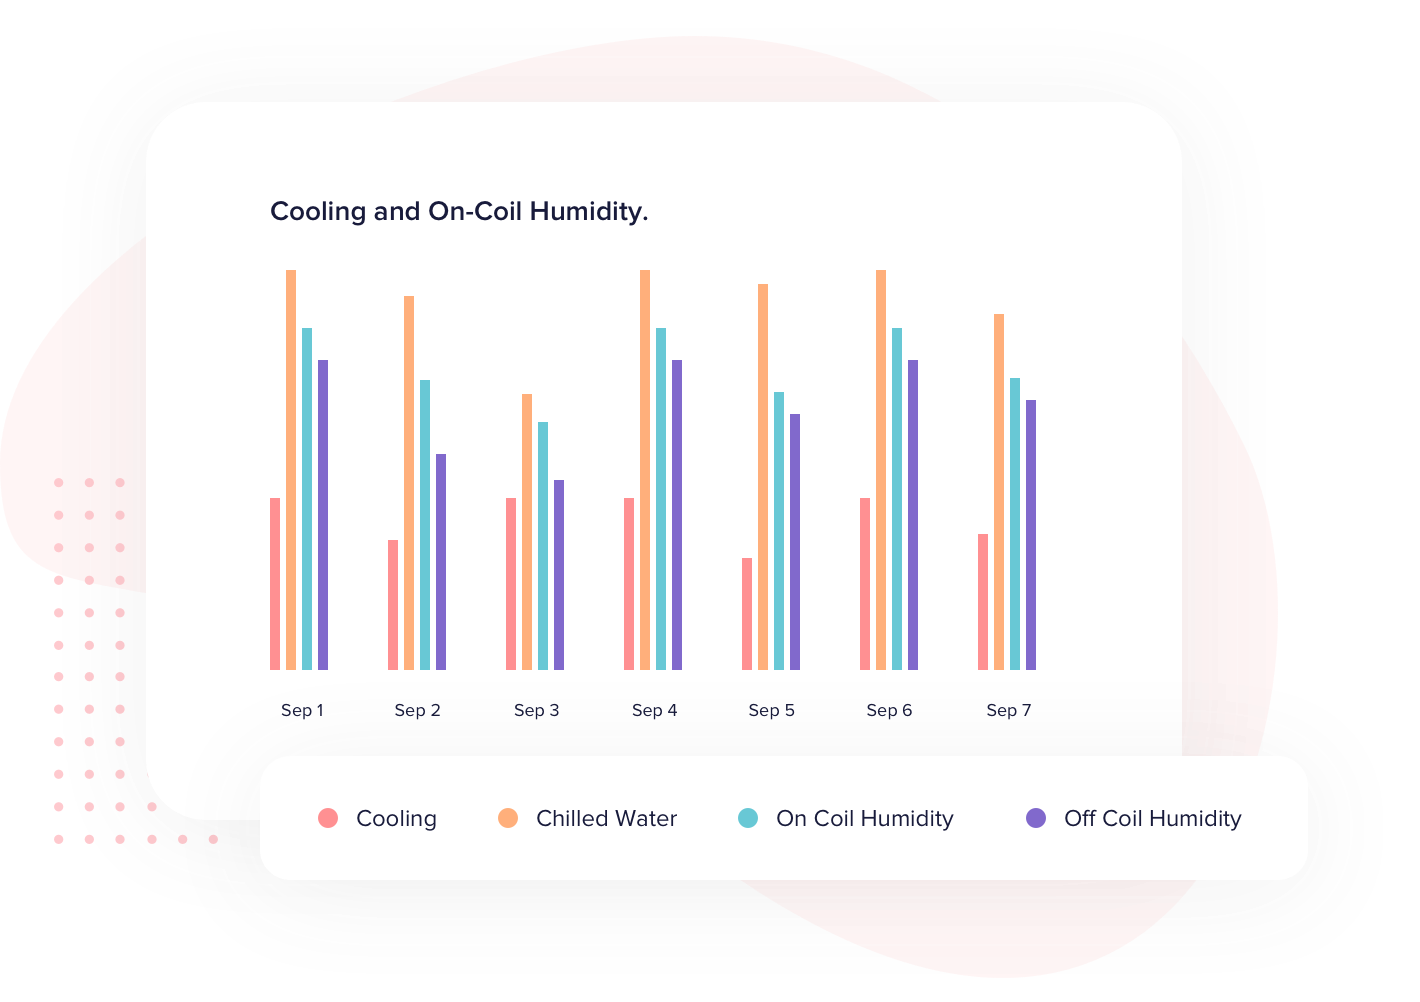 Cooling and On-Coil Humidity.
Sep 1 Sep 2 Sep 3 Sep 4 Sep 5 Sep 6 Sep 7
Cooling Chilled Water On Coil Humidity Off Coil Humidity